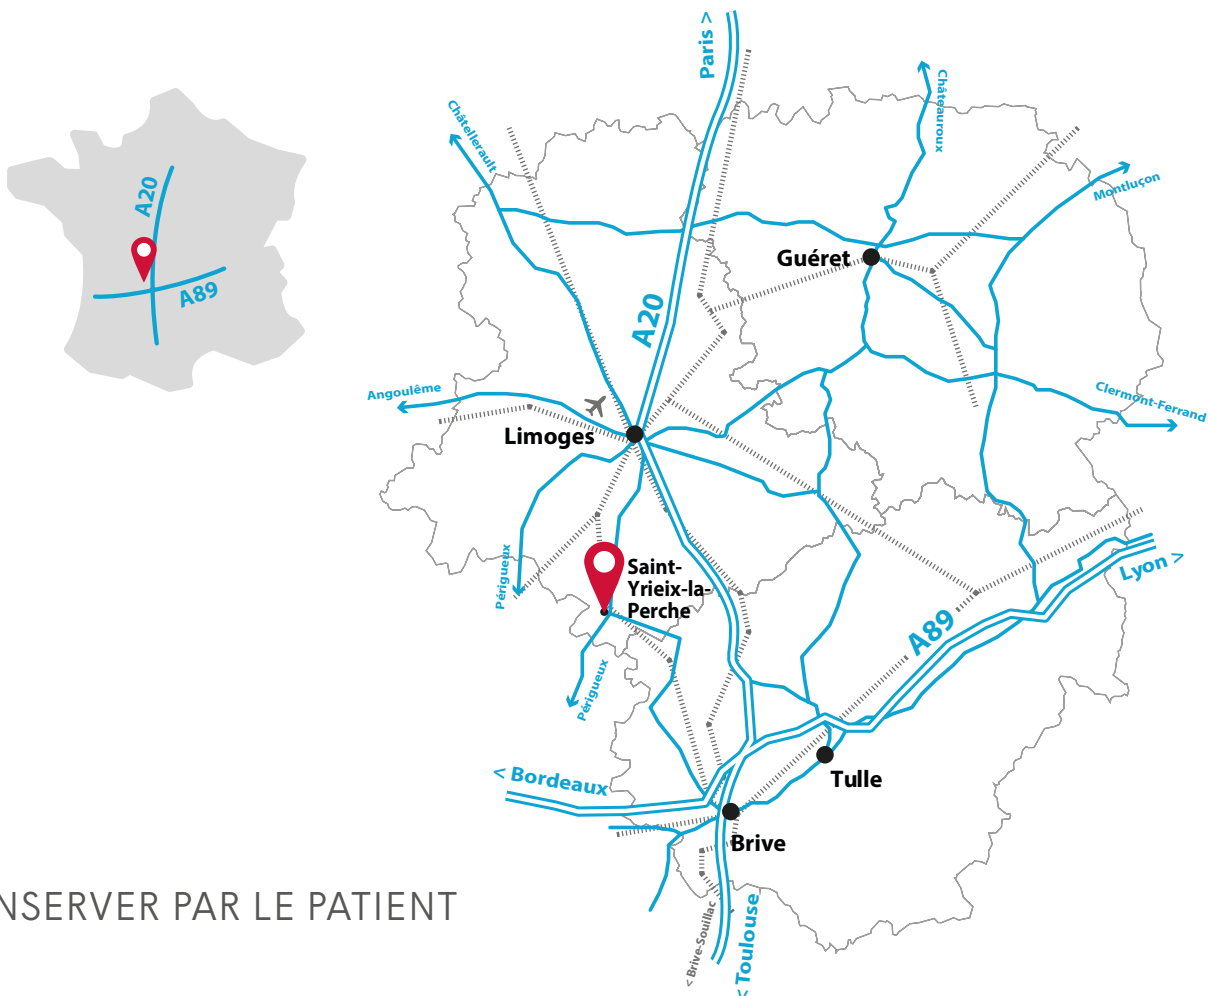 Paris >
Châteauroux
Châtellerault
Montluçon
A20
A20
A89
Guéret
Angoulême
Limoges
Clermont-Ferrand
Périgueux
Saint-
Yrieix-la-
Perche
Lyon >
A89
Périgueux
< Bordeaux
Tulle
Brive
NSERVER PAR LE PATIENT
< Brive-Souillac
< Toulouse